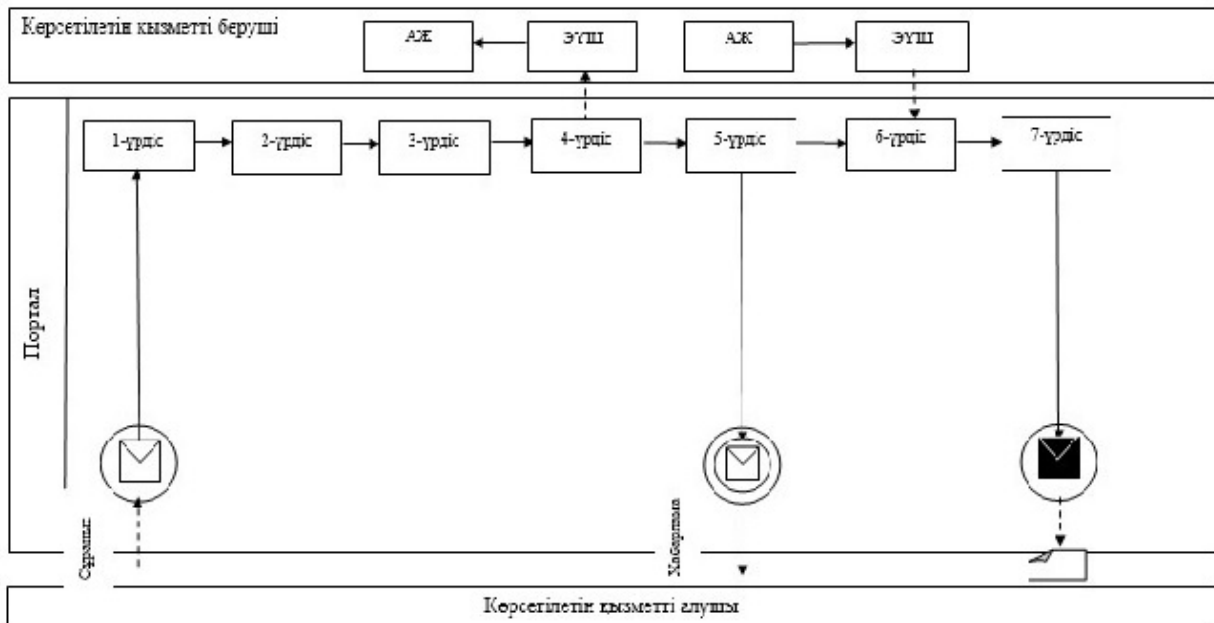 Көрсетілетін қызметті беруші
АЖ
ЭҮШ
АЖ
ЭҮШ
1-үрдіс
2-үрдіс
3-үрдіс
4-үрдіс
5-үрдіс
6-үрдіс
7-үрдіс
Портал
Сұраныс
Хабарлама
Көрсетілетін қызметті алушы